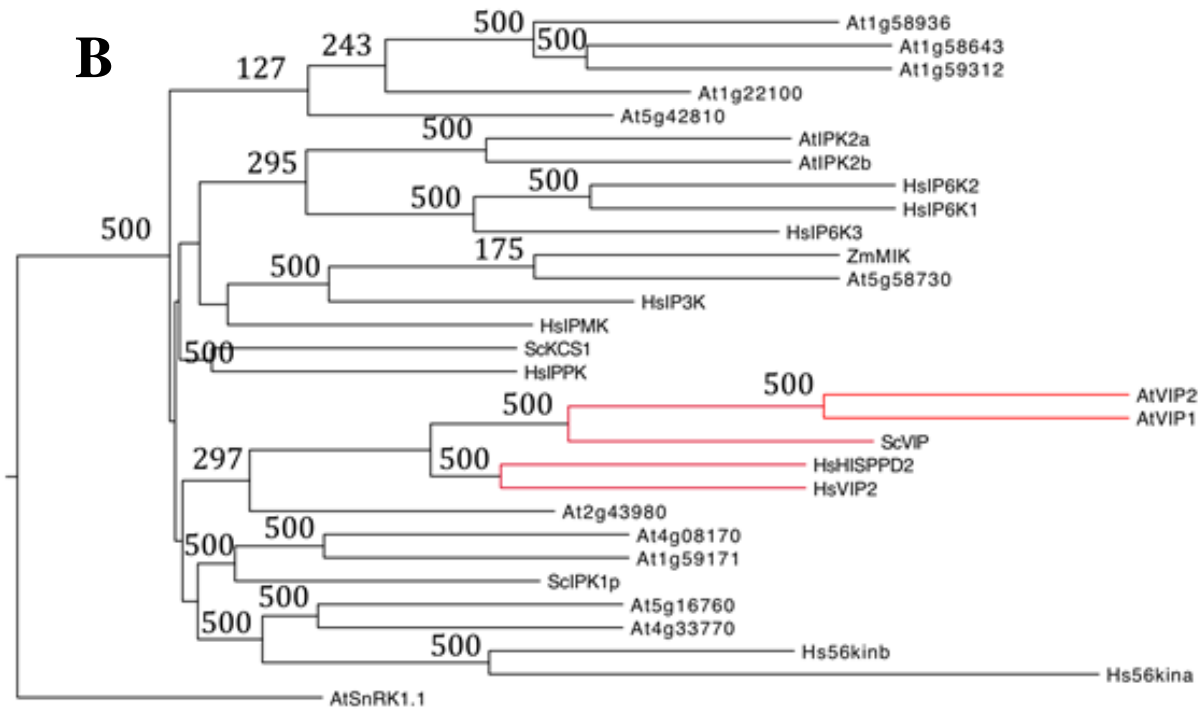 B
500
At1g58936
500
At1g58643
243
At1g59312
127
At1g22100
At5g42810
500
AtIPK2a
AtIPK2b
295
500
HsIP6K2
500
HsIP6K1
HsIP6K3
500
175
ZmMIK
500
At5g58730
HsIP3K
HsIPMK
500
ScKCS1
HsIPPK
500
AtVIP2
500
AtVIP1
ScVIP
297
500
HsHISPPD2
HsVIP2
At2g43980
500
At4g08170
500
At1g59171
ScIPK1p
500
At5g16760
500
At4g33770
500
Hs56kinb
Hs56kina
AtSnRK1.1